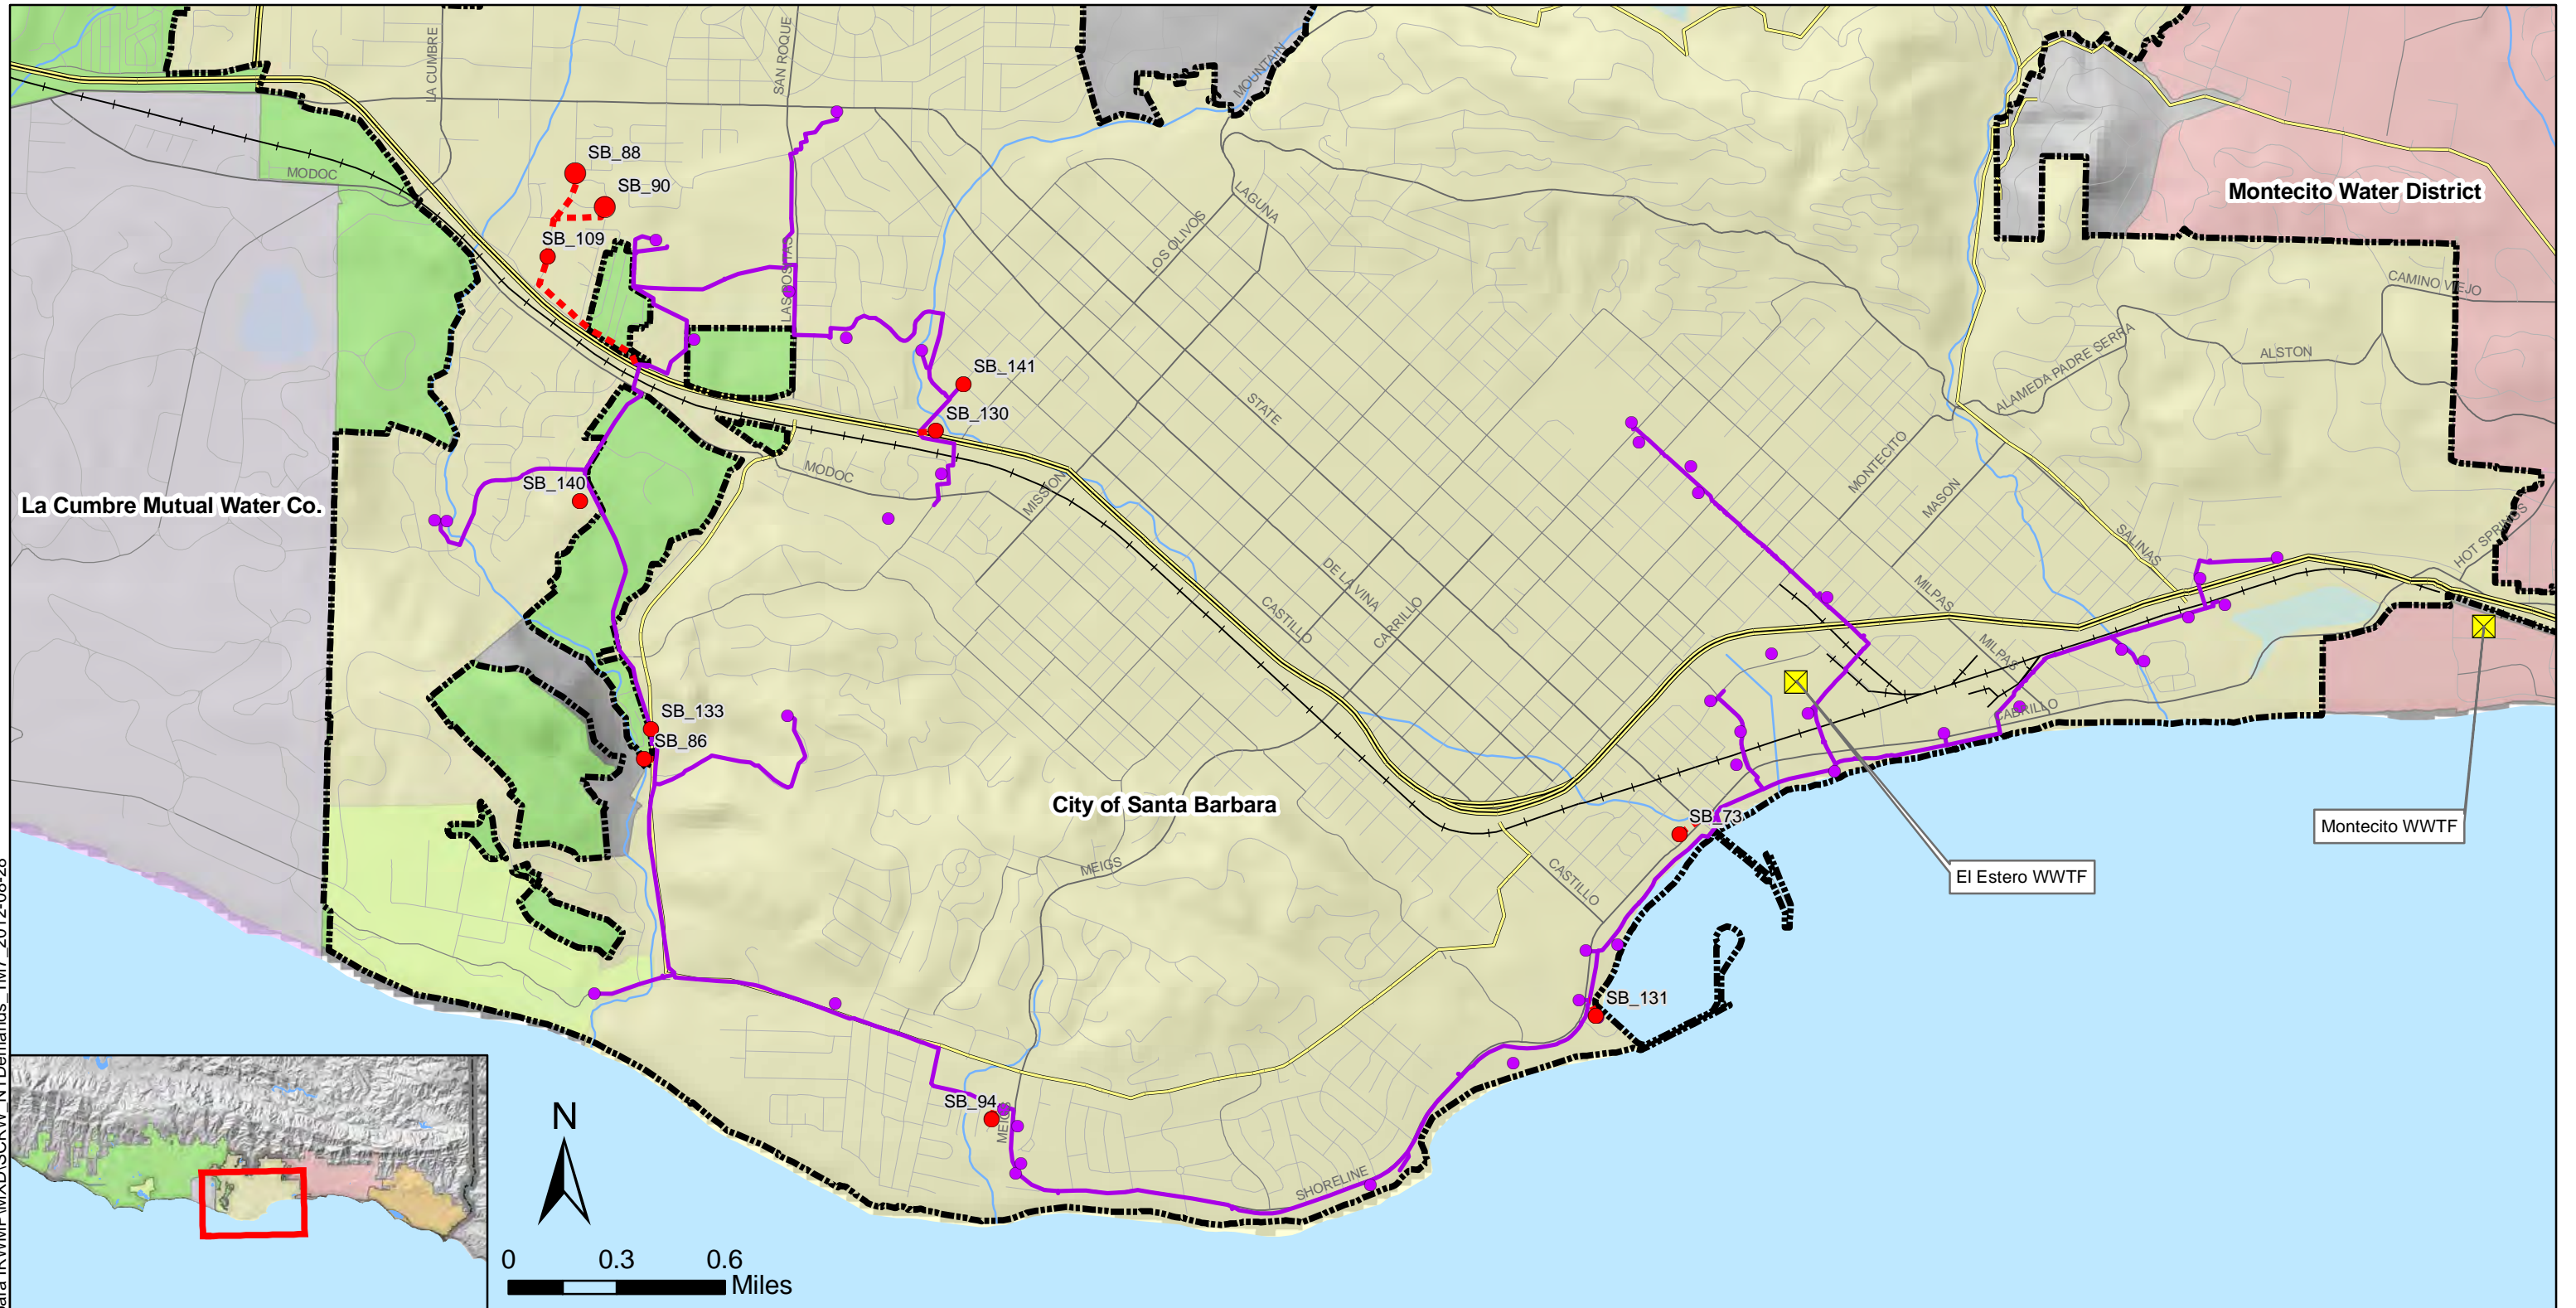 LA CUMBRE
SAN ROQUE
MOUNTAIN
SB_88
MODOC
SB_90
Montecito Water District
LAGUNA
LOS OLIVOS
SB_109
CAMINO VIEJO
ALAMEDA PADRE SERRA
ALSTON
SB_141
STATE
SB_130
MODOC
MISSION
MONTECITO
MASON
SB_140
La Cumbre Mutual Water Co.
HOT SPRINGS
SALINAS
DE LA VINA
CASTILLO
CARRILLO
MILPAS
MILPAS
SB_133
SB_86
CABRILLO
City of Santa Barbara
SB_73
Montecito WWTF
MEIGS
CASTILLO
El Estero WWTF
SB_131
SB_94
MEIGS
SHORELINE
N
0 0.3 0.6
Miles